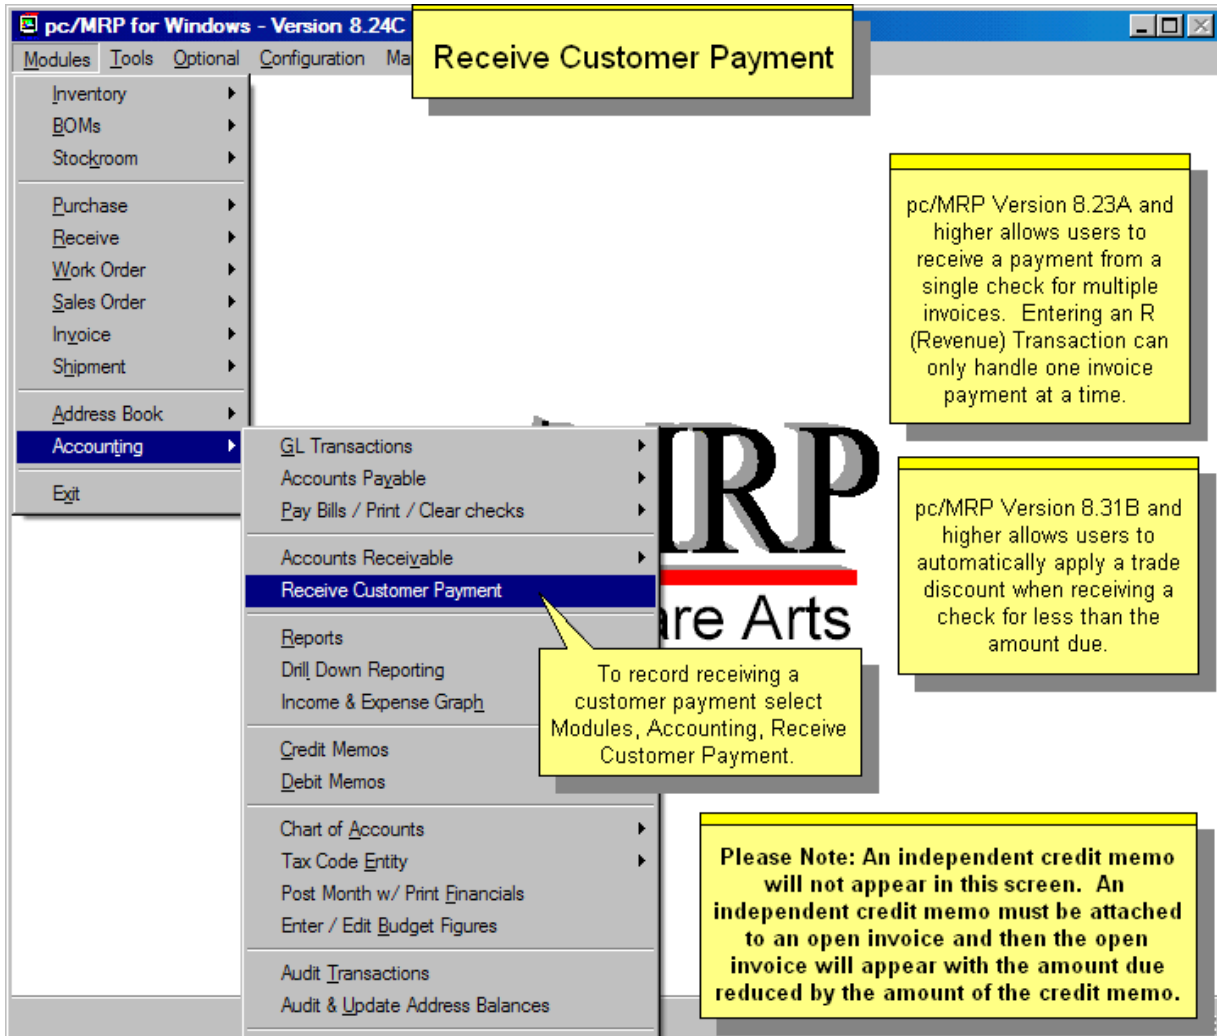 pc/MRP for Windows - Version 8.24C
Receive Customer Payment
Modules Tools Optional Configuration Ma
Inventory
BOMs
Stockroom
Purchase
Receive
Work Order
Sales Order
Invoice
Shipment
Address Book
Accounting
Exit
GL Transactions
Accounts Payable
Pay Bills / Print / Clear checks
Accounts Receivable
Receive Customer Payment
Reports
Drill Down Reporting
Income & Expense Graph
Credit Memos
Debit Memos
Chart of Accounts
Tax Code Entity
Post Month w/ Print Financials
Enter / Edit Budget Figures
Audit Transactions
Audit & Update Address Balances
MRP
are Arts
pc/MRP Version 8.23A and
higher allows users to
receive a payment from a
single check for multiple
invoices. Entering an R
(Revenue) Transaction can
only handle one invoice
payment at a time.
pc/MRP Version 8.31B and
higher allows users to
automatically apply a trade
discount when receiving a
check for less than the
amount due.
To record receiving a
customer payment select
Modules, Accounting, Receive
Customer Payment.
Please Note: An independent credit memo
will not appear in this screen. An
independent credit memo must be attached
to an open invoice and then the open
invoice will appear with the amount due
reduced by the amount of the credit memo.